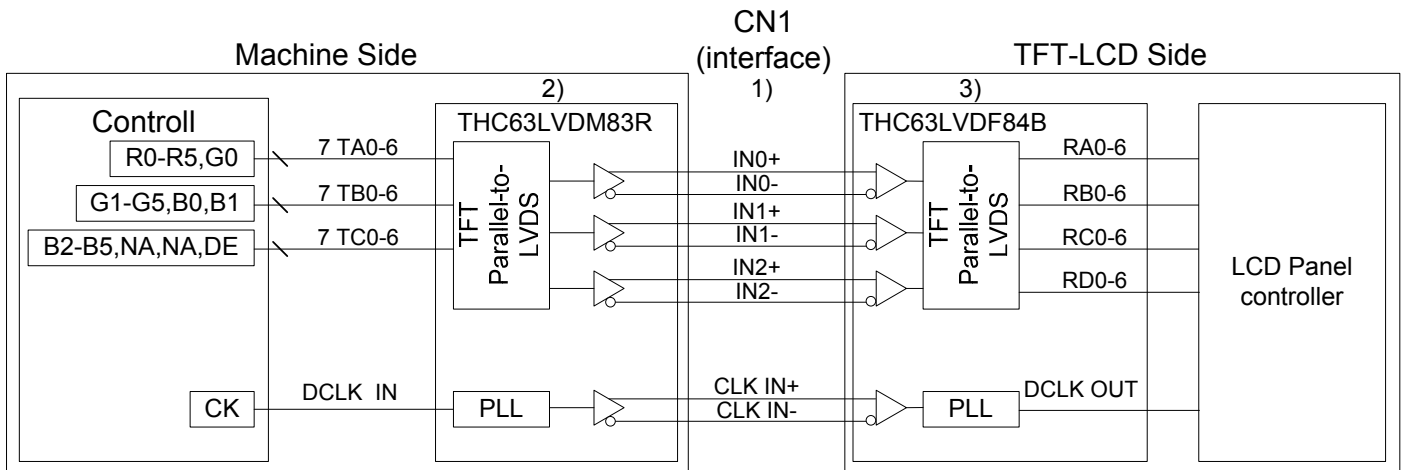 CN1
(interface)
1)
Machine Side
TFT-LCD Side
Controll
R0-R5,G0
G1-G5,B0,B1
B2-B5,NA,NA,DE
CK
7 TA0-6
7 TB0-6
7 TC0-6
DCLK IN
2)
THC63LVDM83R
TFT
Parallel-to-
LVDS
PLL
IN0+
IN0-
IN1+
IN1-
IN2+
IN2-
CLK IN+
CLK IN-
3)
THC63LVDF84B
TFT
Parallel-to-
LVDS
PLL
RA0-6
RB0-6
RC0-6
RD0-6
DCLK OUT
LCD Panel
controller